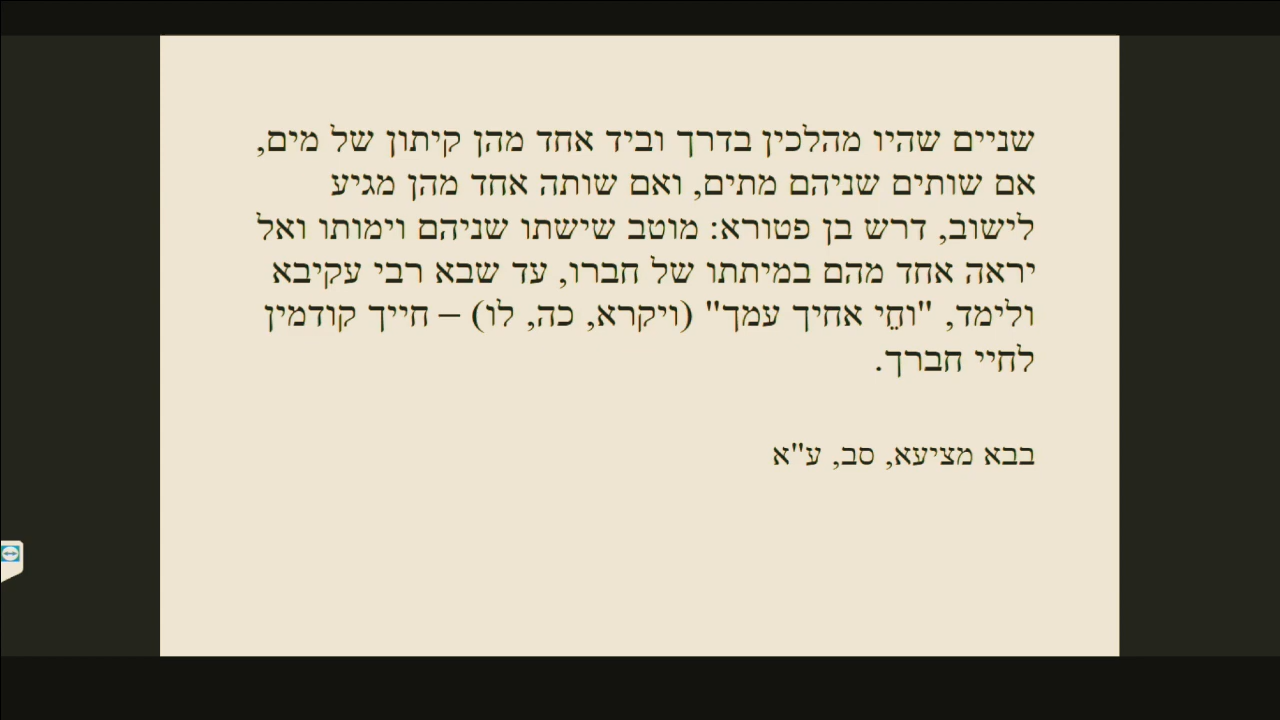 שניים שהיו מהלכין בדרך וביד אחד מהן קיתון של מים,
אם שותים שניהם מתים, ואם שותה אחד מהן מגיע
לישוב, דרש בן פטורא: מוטב שישתו שניהם וימותו ואל
יראה אחד מהם במיתתו של חברו, עד שבא רבי עקיבא
ולימד, "וחֵי אחיך עמך" (ויקרא, כה, לו) – חייך קודמין
לחיי חברך.
בבא מציעא, סב, ע"א